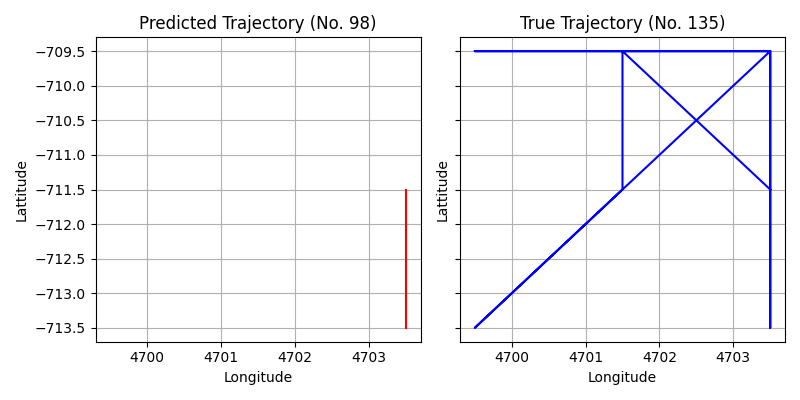 Predicted Trajectory (No. 98)
Lattitude
−709.5
−710.0
−710.5
−711.0
−711.5
−712.0
−712.5
−713.0
−713.5
4700 4701 4702 4703
Longitude
True Trajectory (No. 135)
Lattitude
4700 4701 4702 4703
Longitude